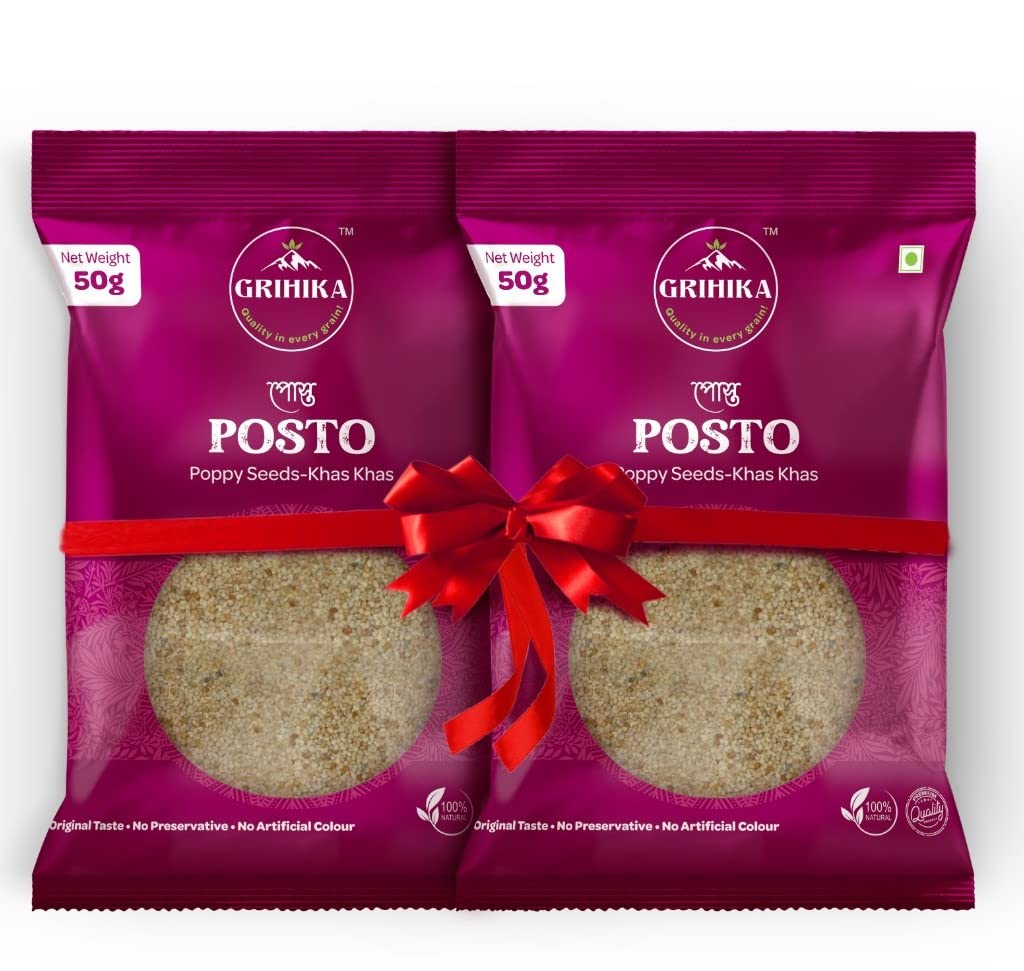 Net Weight
50g
GRIHIKA
TM
Quality in every grain!
পোস্ত
POSTO
Poppy Seeds-Khas Khas
Original Taste • No Preservative • No Artificial Colour
100%
NATURAL
Net Weight
50g
GRIHIKA
TM
Quality in every grain!
পোস্ত
POSTO
Poppy Seeds-Khas Khas
Original Taste • No Preservative • No Artificial Colour
100%
NATURAL
PREMIUM
Quality